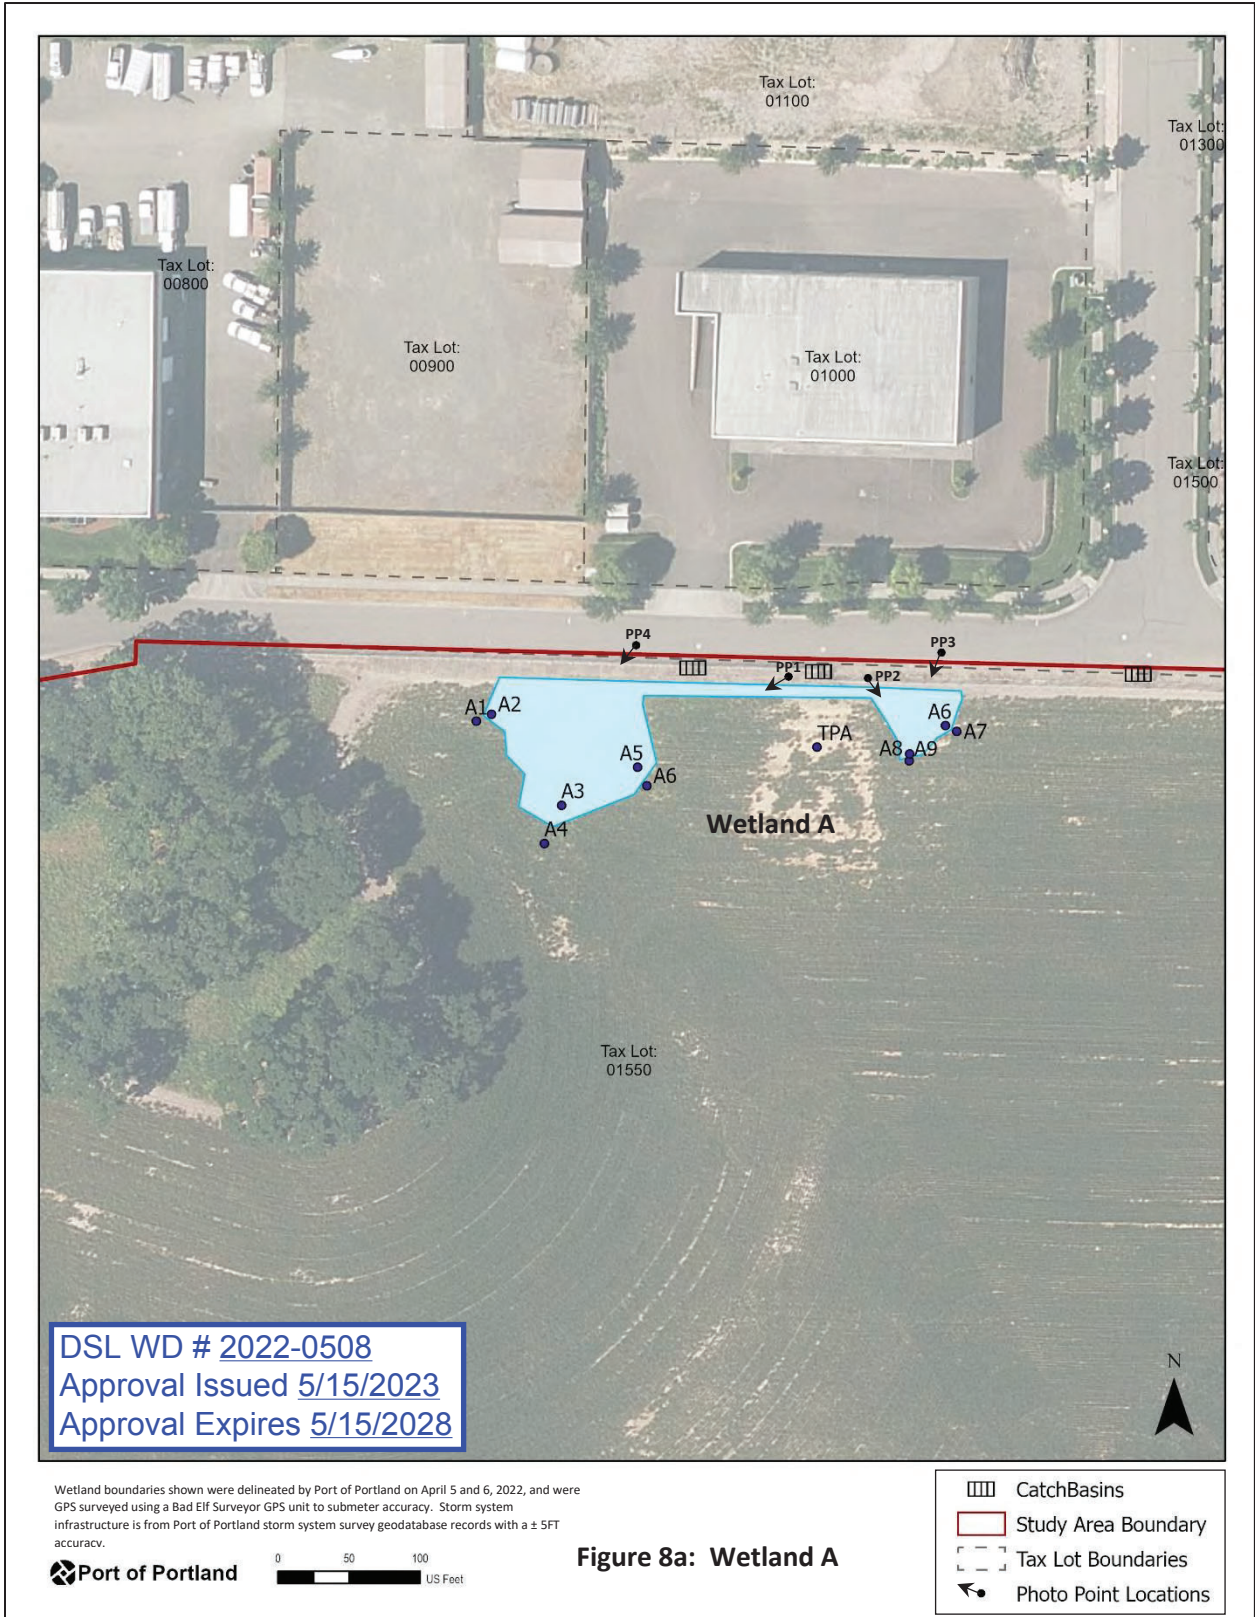 Tax Lot:
01100
Tax Lot:
01300
Tax Lot:
00800
Tax Lot:
00900
Tax Lot:
01000
Tax Lot:
01500
PP4
PP3
PP1
PP2
A1
A2
A6
A7
TPA
A8
A9
A5
A6
A3
A4
Wetland A
Tax Lot:
01550
DSL WD # 2022-0508
Approval Issued 5/15/2023
Approval Expires 5/15/2028
N
Wetland boundaries shown were delineated by Port of Portland on April 5 and 6, 2022, and were
GPS surveyed using a Bad Elf Surveyor GPS unit to submeter accuracy. Storm system
infrastructure is from Port of Portland storm system survey geodatabase records with a ± 5FT
accuracy.
Port of Portland
0 50 100
US Feet
Figure 8a: Wetland A
CatchBasins
Study Area Boundary
Tax Lot Boundaries
Photo Point Locations